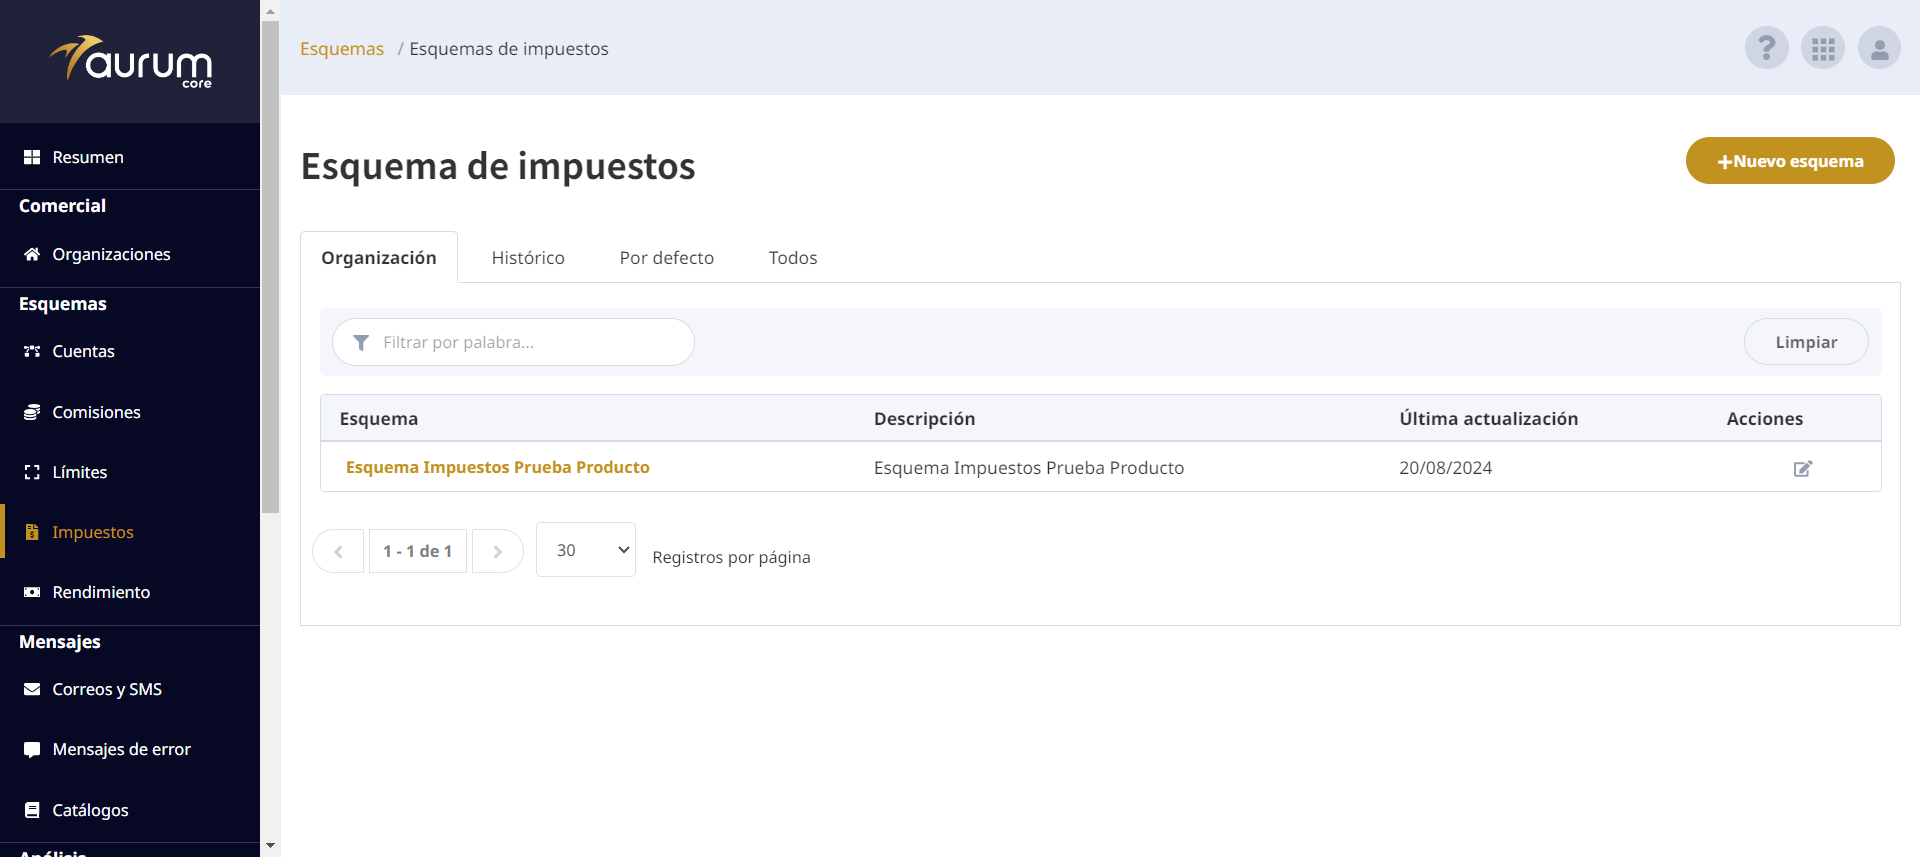 aurum
core
Resumen
Comercial
Organizaciones
Esquemas
Cuentas
Comisiones
Límites
Impuestos
Rendimiento
Mensajes
Correos y SMS
Mensajes de error
Catálogos
Análisis
Esquemas / Esquemas de impuestos
?
Esquema de impuestos
+Nuevo esquema
Organización Histórico Por defecto Todos
Filtrar por palabra... Limpiar
Esquema Descripción Última actualización Acciones
Esquema Impuestos Prueba Producto Esquema Impuestos Prueba Producto 20/08/2024
1 - 1 de 1 30 Registros por página